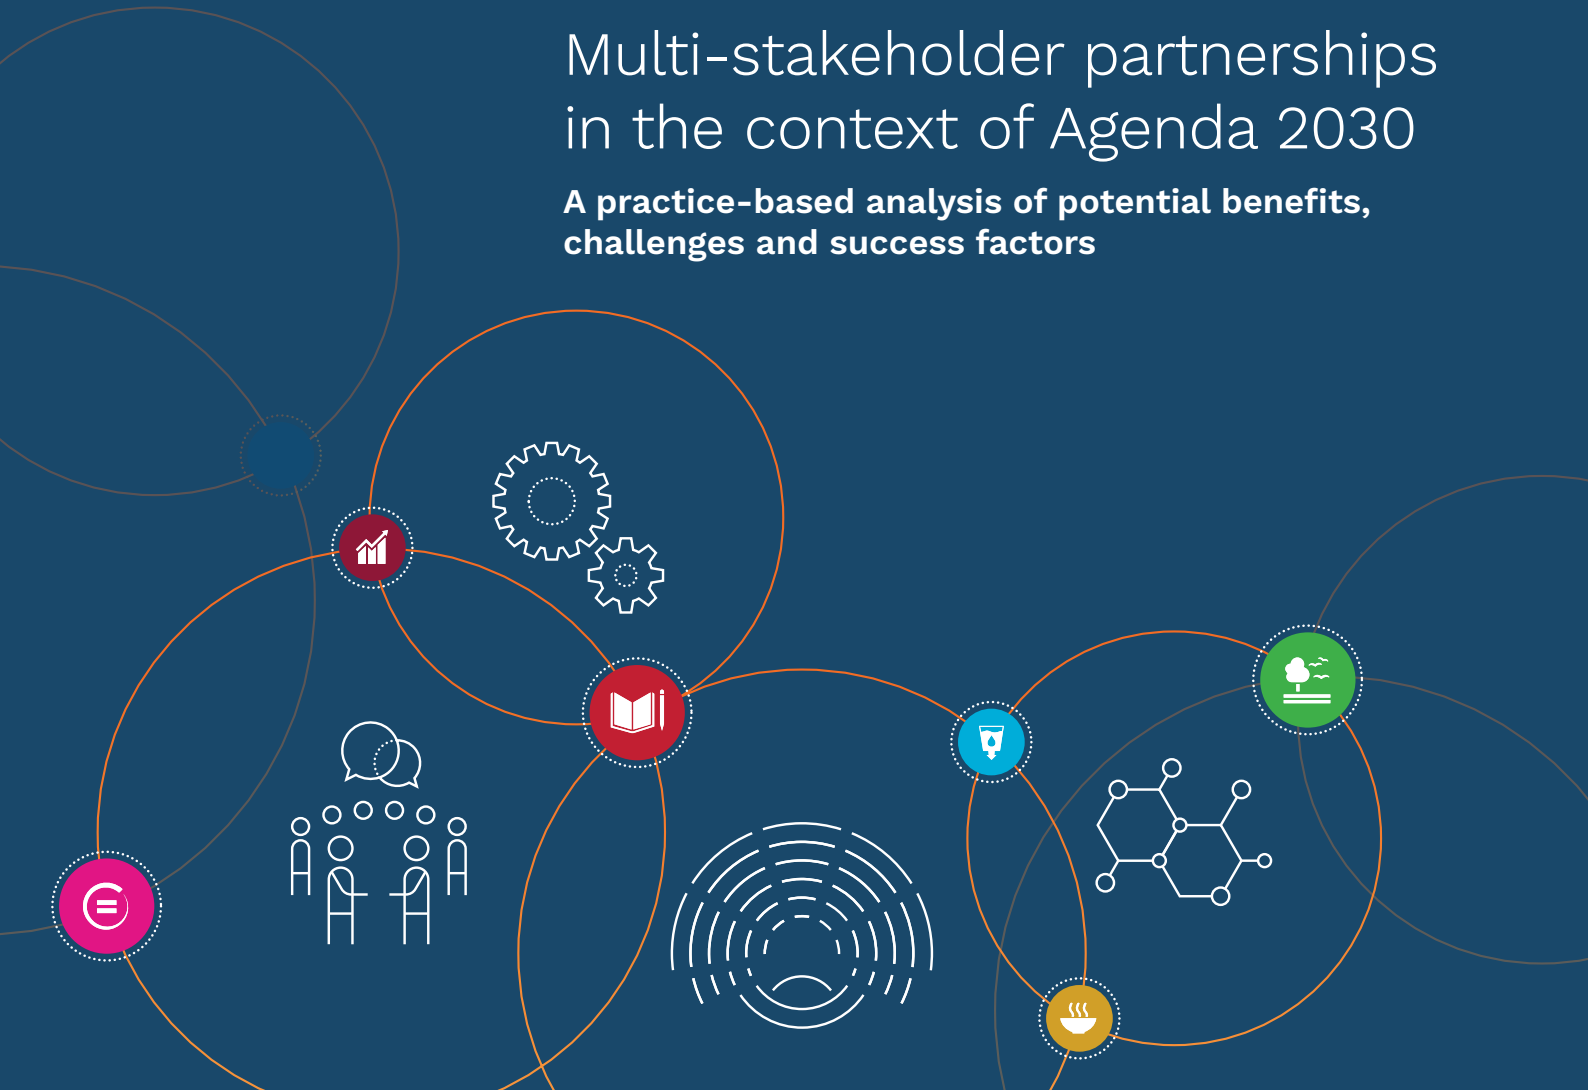 Multi-stakeholder partnerships
in the context of Agenda 2030
A practice-based analysis of potential benefits,
challenges and success factors